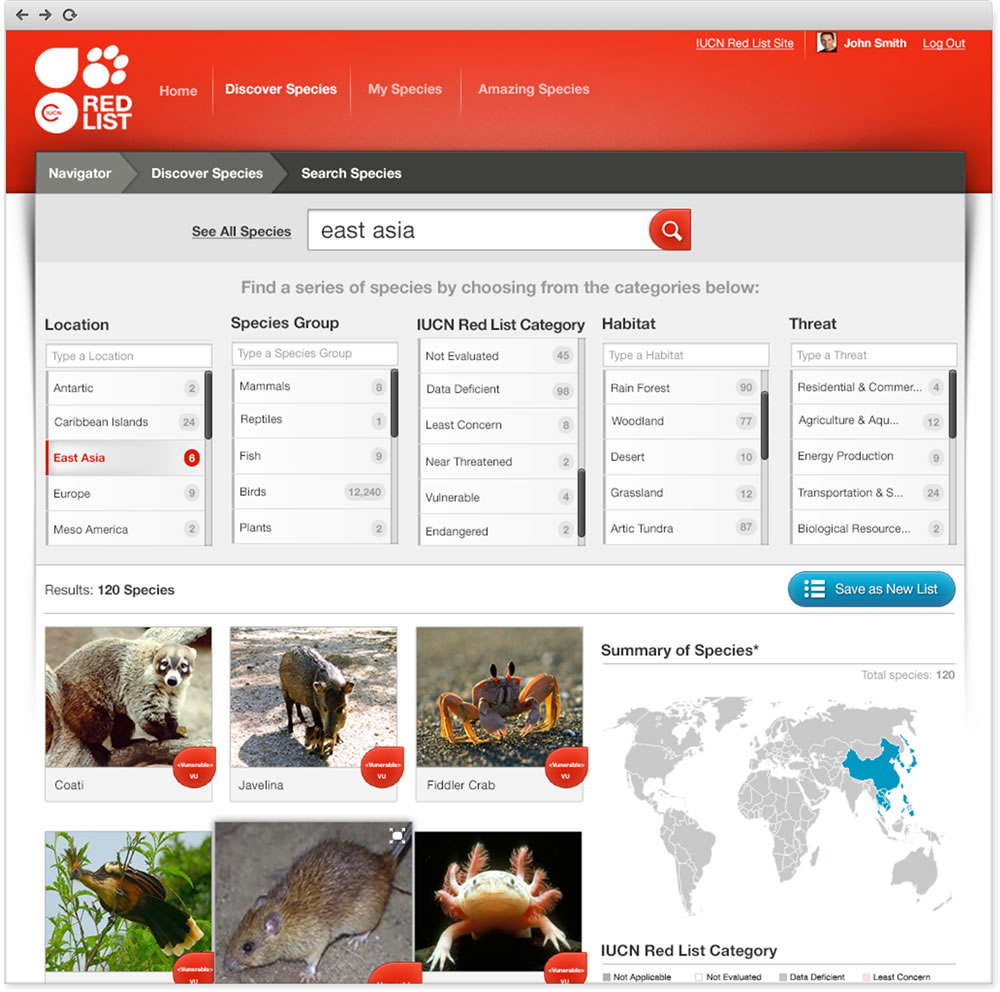 IUCN Red List Site John Smith Log Out
IUCN RED LIST
Home Discover Species My Species Amazing Species
Navigator Discover Species Search Species
See All Species east asia
Find a series of species by choosing from the categories below:
Location Species Group IUCN Red List Category Habitat Threat
Type a Location Type a Species Group Not Evaluated 45 Type a Habitat Type a Threat
Antartic 2 Mammals 8 Data Deficient 98 Rain Forest 90 Residential & Commer... 4
Caribbean Islands 24 Reptiles 1 Least Concern 8 Woodland 77 Agriculture & Aqu... 12
East Asia 6 Fish 9 Near Threatened 2 Desert 10 Energy Production 9
Europe 9 Birds 12,240 Vulnerable 4 Grassland 12 Transportation & S... 24
Meso America 2 Plants 2 Endangered 2 Artic Tundra 87 Biological Resource... 2
Results: 120 Species Save as New List
Summary of Species*
Total species: 120
<Vunerable> VU <Vunerable> VU <Vunerable> VU
Coati Javelina Fiddler Crab
IUCN Red List Category
<Vunerable> VU <Vunerable> <Vunerable> VU
Not Applicable Not Evaluated Data Deficient Least Concern